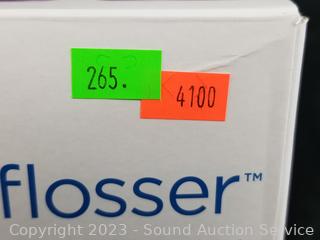 265.
4100
flosser™
Copyright © 2023 - Sound Auction Service